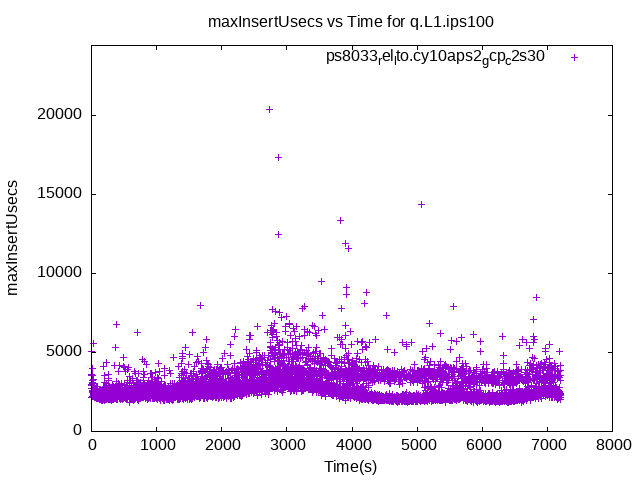 maxInsertUsecs vs Time for q.L1.ips100
ps8033rellto.cy10aps2gcpc2s30
maxInsertUsecs
20000
15000
10000
5000
0
0 1000 2000 3000 4000 5000 6000 7000 8000
Time(s)